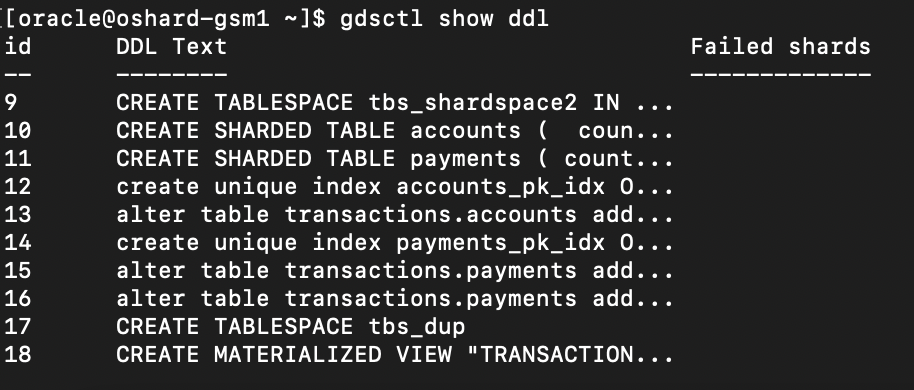 [[oracle@oshard-gsm1 ~]$ gdsctl show ddl
id DDL Text Failed shards
-- -------- -------------
9 CREATE TABLESPACE tbs_shardspace2 IN ...
10 CREATE SHARDED TABLE accounts (  coun...
11 CREATE SHARDED TABLE payments ( count...
12 create unique index accounts_pk_idx O...
13 alter table transactions.accounts add...
14 create unique index payments_pk_idx O...
15 alter table transactions.payments add...
16 alter table transactions.payments add...
17 CREATE TABLESPACE tbs_dup
18 CREATE MATERIALIZED VIEW "TRANSACTION...